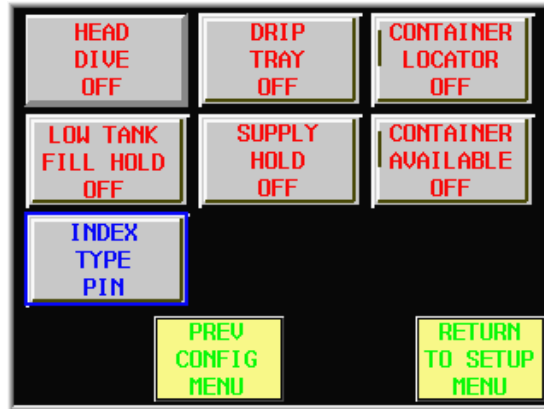 HEAD
DIVE
OFF
DRIP
TRAY
OFF
CONTAINER
LOCATOR
OFF
LOW TANK
FILL HOLD
OFF
SUPPLY
HOLD
OFF
CONTAINER
AVAILABLE
OFF
INDEX
TYPE
PIN
PREV
CONFIG
MENU
RETURN
TO SETUP
MENU